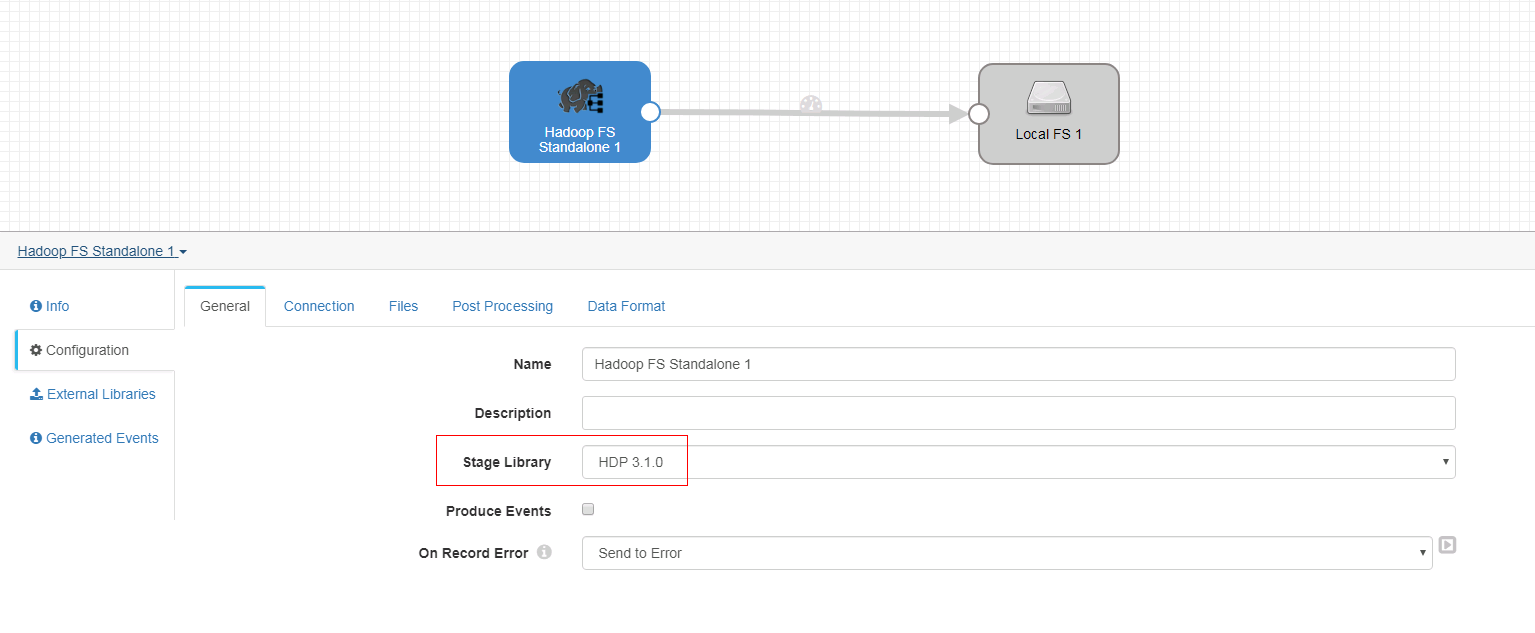 Hadoop FS
Standalone 1
Local FS 1
Hadoop FS Standalone 1
Info
Configuration
External Libraries
Generated Events
General Connection Files Post Processing Data Format
Name Hadoop FS Standalone 1
Description
Stage Library HDP 3.1.0
Produce Events
On Record Error Send to Error